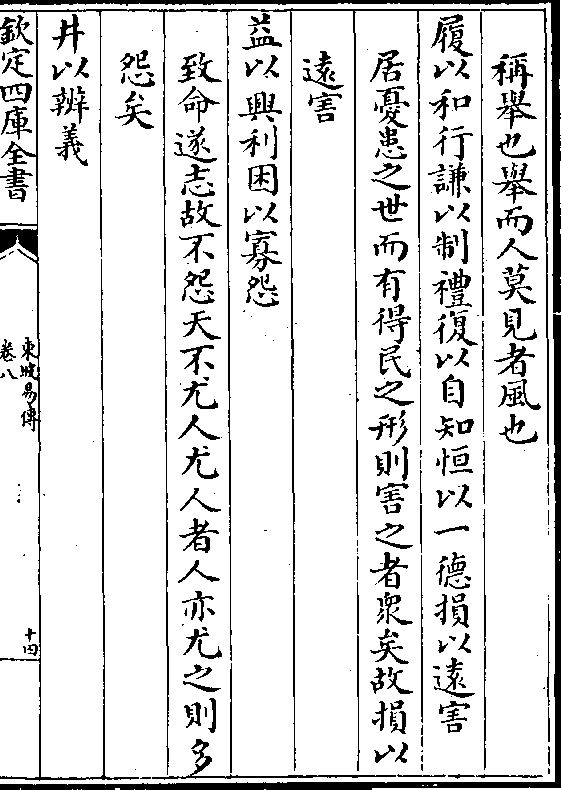 稱舉也舉而人莫見者風也
履以和行謙以制禮復以自知恒以一德損以遠害
居憂患之世而有得民之形則害之者衆矣故損以
遠害
益以興利困以寡怨
致命遂志故不怨天不尤人尤人者人亦尤之則多
怨矣
井以辨義
欽定四庫全書
東坡易傳
卷八
十四